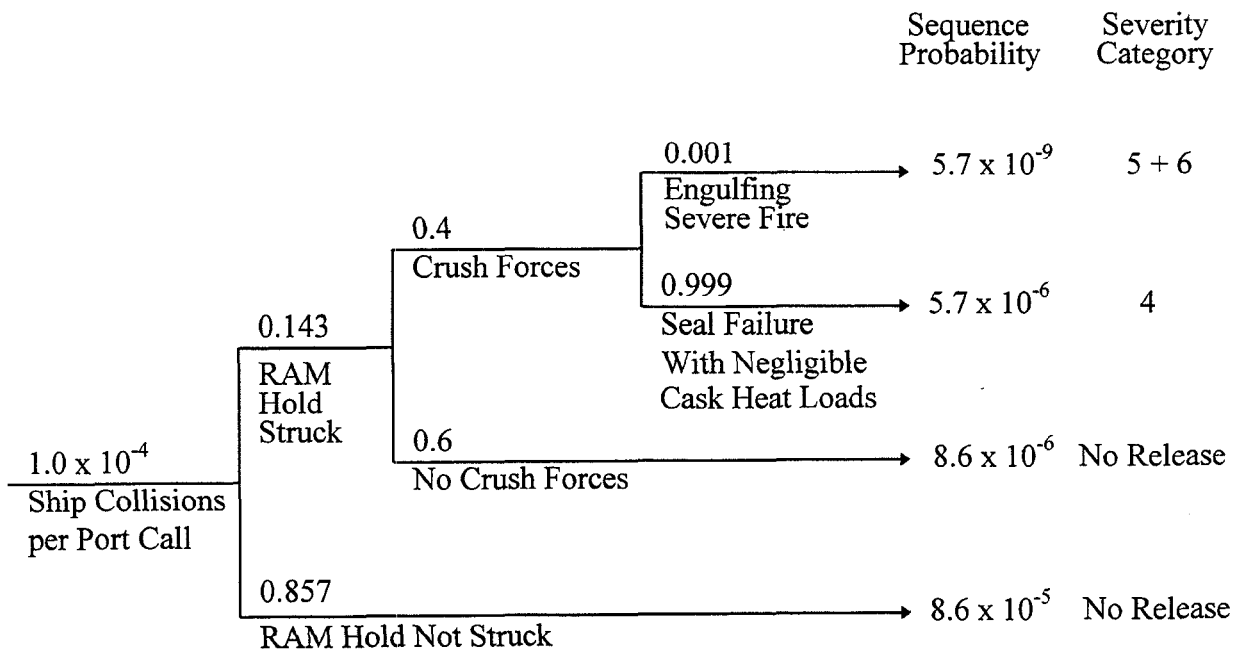 Sequence Probability
Severity Category
0.001
Engulfing
Severe Fire
5.7 x 10⁻⁹
5 + 6
0.4
Crush Forces
0.999
Seal Failure
With Negligible
Cask Heat Loads
5.7 x 10⁻⁶
4
0.143
RAM
Hold
Struck
0.6
No Crush Forces
8.6 x 10⁻⁶
No Release
1.0 x 10⁻⁴
Ship Collisions
per Port Call
0.857
RAM Hold Not Struck
8.6 x 10⁻⁵
No Release